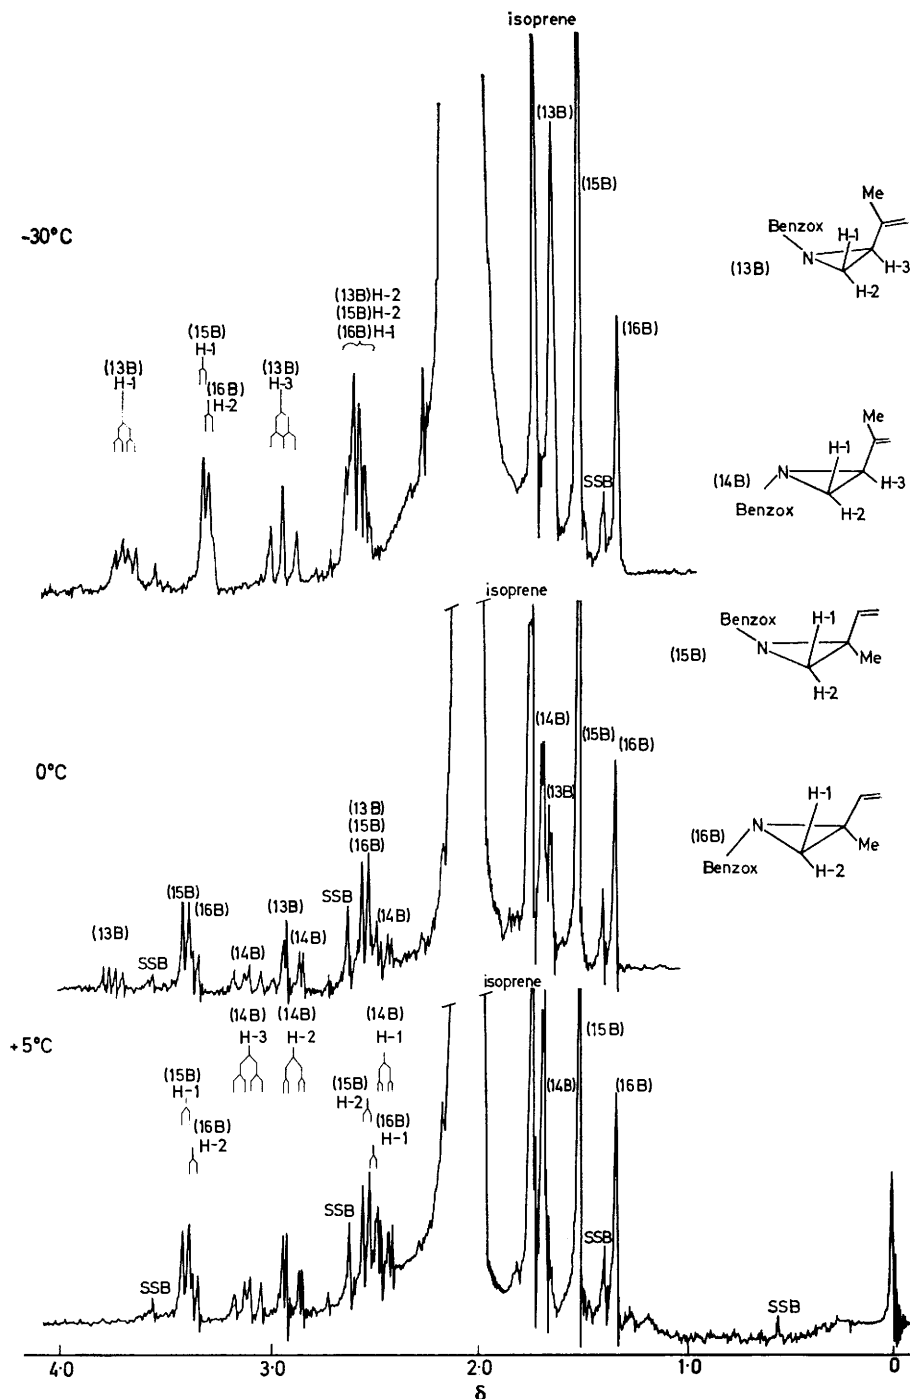 isoprene
(13B)
(15B)
-30°C
(13B)H-2
(15B)H-2
(16B)H-1
(15B)
H-1
(16B)
H-2
(13B)
H-1
(13B)
H-3
(16B)
SSB
Me
Benzox
H-1
N
(13B)
H-3
H-2
Me
H-1
(14B)
N
H-3
Benzox
H-2
isoprene
Benzox
H-1
(15B)
N
Me
H-2
0°C
(14B)
(15B)
(16B)
(13B)
(13B)
(15B)
(16B)
H-1
N
(16B)
Me
Benzox
H-2
(15B)
(16B)
SSB
(13B)
(14B)
(13B)
SSB
(14B)
(14B)
isoprene
+5°C
(14B)
H-3
(14B)
H-2
(14B)
H-1
(15B)
(15B)
H-1
(15B)
H-2
(14B)
(16B)
(16B)
H-2
(16B)
H-1
SSB
SSB
SSB
SSB
4·0
3·0
2·0
1·0
0
δ